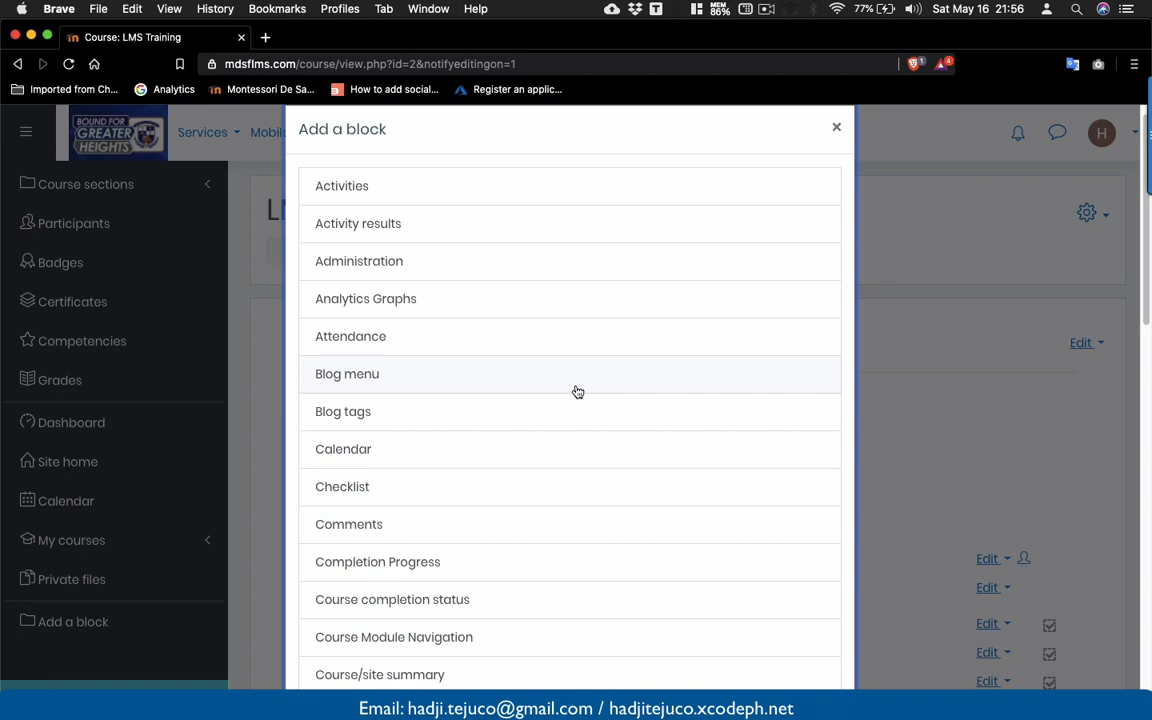 Brave File Edit View History Bookmarks Profiles Tab Window Help
T MEM 86% 77% Sat May 16 21:56
Course: LMS Training
mdsflms.com/course/view.php?id=2&notifyeditingon=1
1 4
Imported from Ch... Analytics Montessori De Sa... How to add social... Register an applic...
BOUND FOR GREATER HEIGHTS
Services Mobil
H
Add a block
Course sections
Participants
Badges
Certificates
Competencies
Grades
Dashboard
Site home
Calendar
My courses
Private files
Add a block
Activities
Activity results
Administration
Analytics Graphs
Attendance
Blog menu
Blog tags
Calendar
Checklist
Comments
Completion Progress
Course completion status
Course Module Navigation
Course/site summary
L
Edit
Edit
Edit
Edit
Edit
Edit
Email: hadji.tejuco@gmail.com / hadjitejuco.xcodeph.net